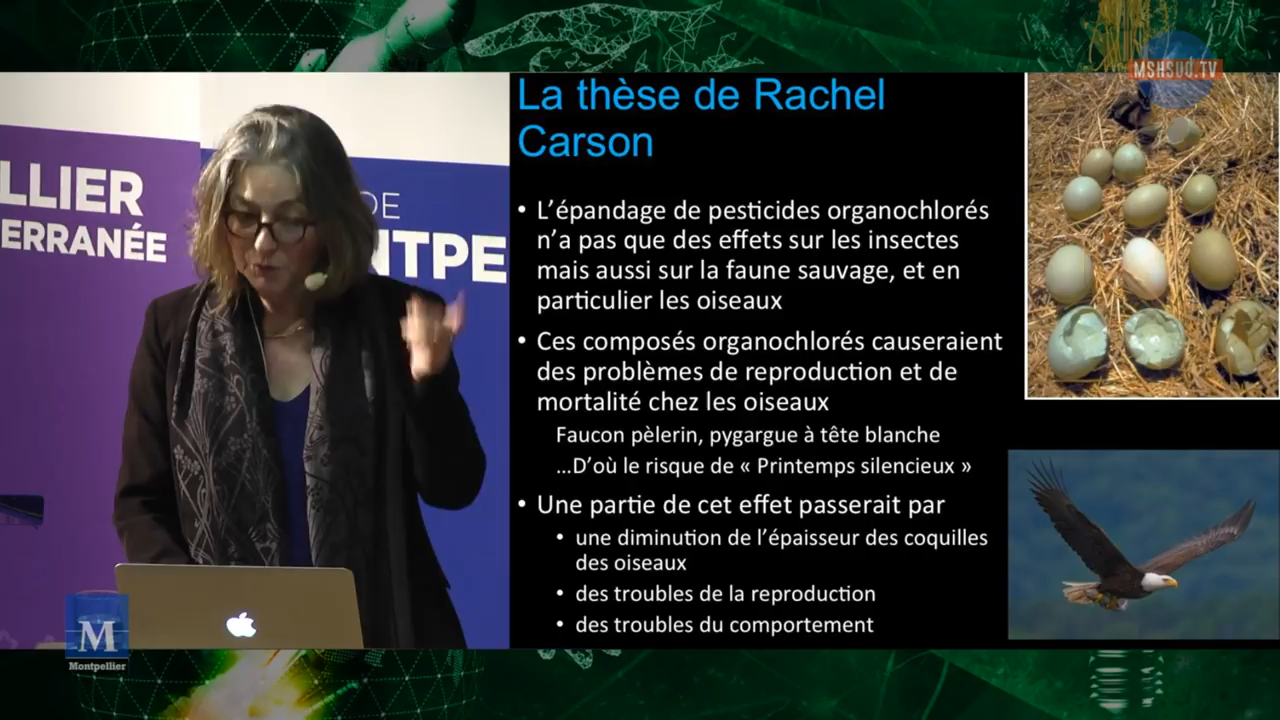 MSHSUD.TV
LLIER
ERRANÉE
DE
NTPE
La thèse de Rachel
Carson
• L’épandage de pesticides organochlorés
n’a pas que des effets sur les insectes
mais aussi sur la faune sauvage, et en
particulier les oiseaux
• Ces composés organochlorés causeraient
des problèmes de reproduction et de
mortalité chez les oiseaux
Faucon pèlerin, pygargue à tête blanche
…D’où le risque de « Printemps silencieux »
• Une partie de cet effet passerait par
• une diminution de l’épaisseur des coquilles
des oiseaux
• des troubles de la reproduction
• des troubles du comportement
M
Montpellier